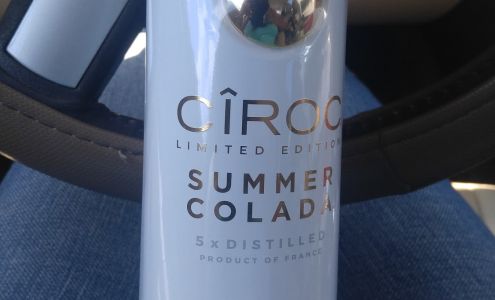 CÎROC
LIMITED EDITION
SUMMER
COLADA
5 x DISTILLED
PRODUCT OF FRANCE